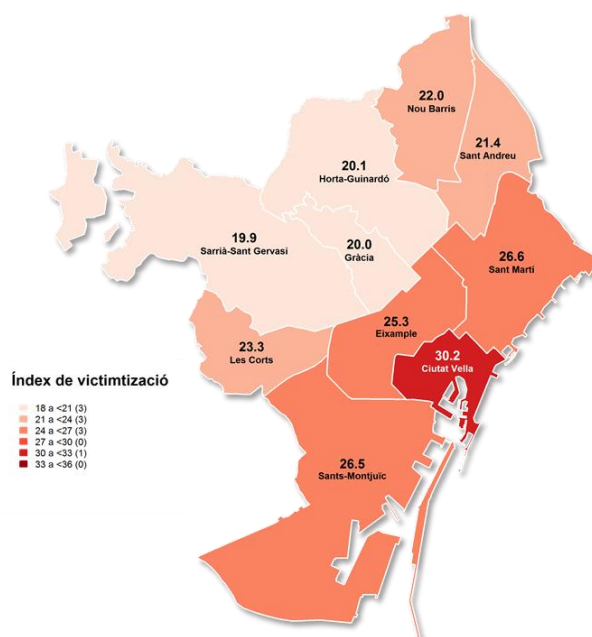 22.0
Nou Barris
21.4
Sant Andreu
20.1
Horta-Guinardó
19.9
Sarrià-Sant Gervasi
20.0
Gràcia
26.6
Sant Martí
25.3
Eixample
23.3
Les Corts
30.2
Ciutat Vella
26.5
Sants-Montjuïc
Índex de victimtizació
18 a <21 (3)
21 a <24 (3)
24 a <27 (3)
27 a <30 (0)
30 a <33 (1)
33 a <36 (0)